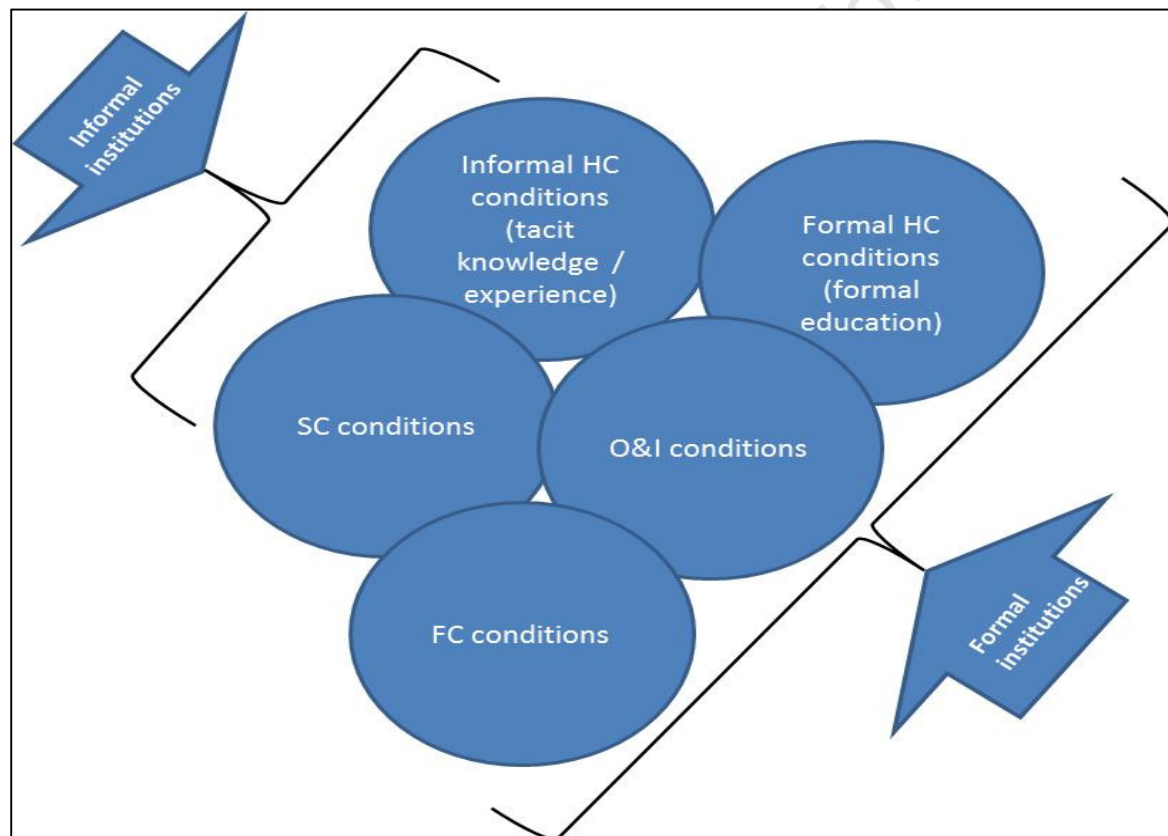 Informal
institutions
Informal HC
conditions
(tacit
knowledge /
experience)
Formal HC
conditions
(formal
education)
SC conditions
O&I conditions
FC conditions
Formal
institutions